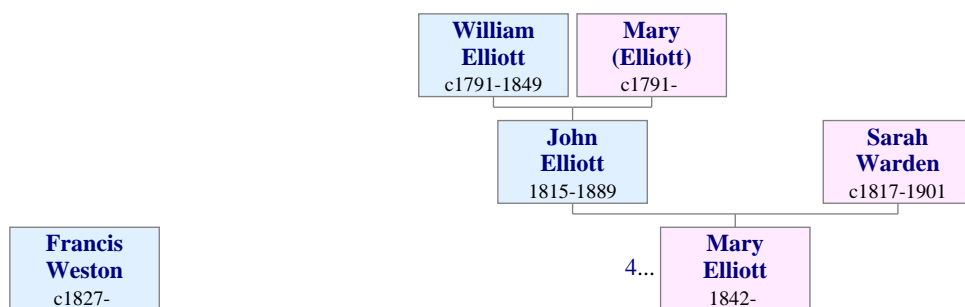 William
Elliott
c1791-1849
Mary
(Elliott)
c1791-
John
Elliott
1815-1889
Sarah
Warden
c1817-1901
Francis
Weston
c1827-
4...
Mary
Elliott
1842-